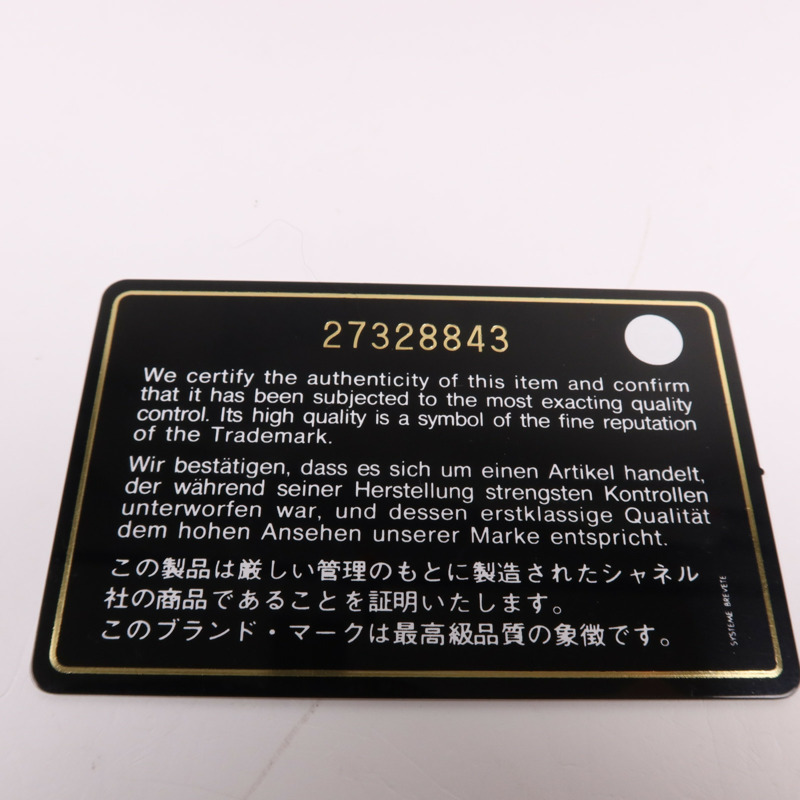 27328843
We certify the authenticity of this item and confirm
that it has been subjected to the most exacting quality
control. Its high quality is a symbol of the fine reputation
of the Trademark.
Wir bestätigen, dass es sich um einen Artikel handelt,
der während seiner Herstellung strengsten Kontrollen
unterworfen war, und dessen erstklassige Qualität
dem hohen Ansehen unserer Marke entspricht.
この製品は厳しい管理のもとに製造されたシャネル
社の商品であることを証明いたします。
このブランド・マークは最高級品質の象徴です。
SYSTEME BREVETE